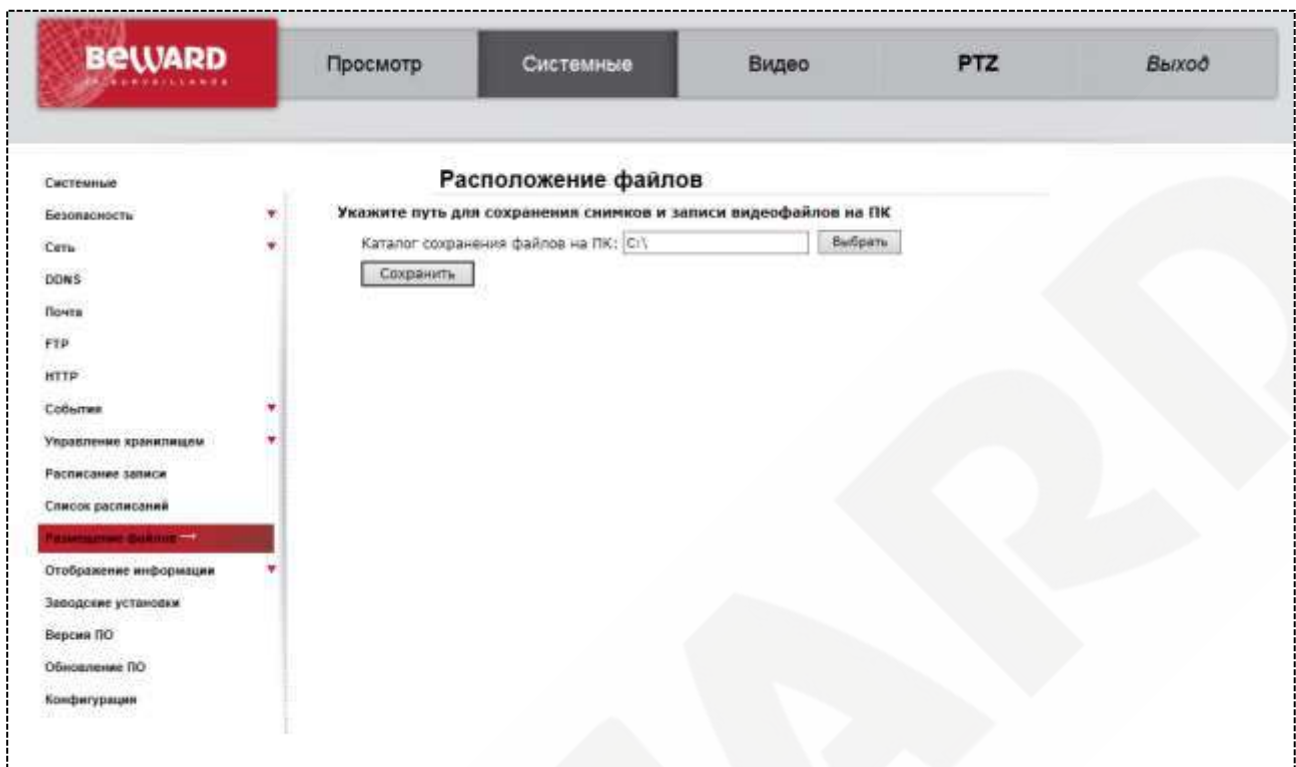 BEWARD
Просмотр
Системные
Видео
PTZ
Выход
Системные
Безопасность
Сеть
DDNS
Почта
FTP
HTTP
События
Управление хранилищем
Расписание записи
Список расписаний
Размещение файлов →
Отображение информации
Заводские установки
Версия ПО
Обновление ПО
Конфигурация
Расположение файлов
Укажите путь для сохранения снимков и записи видеофайлов на ПК
Каталог сохранения файлов на ПК: C:\ Выбрать
Сохранить